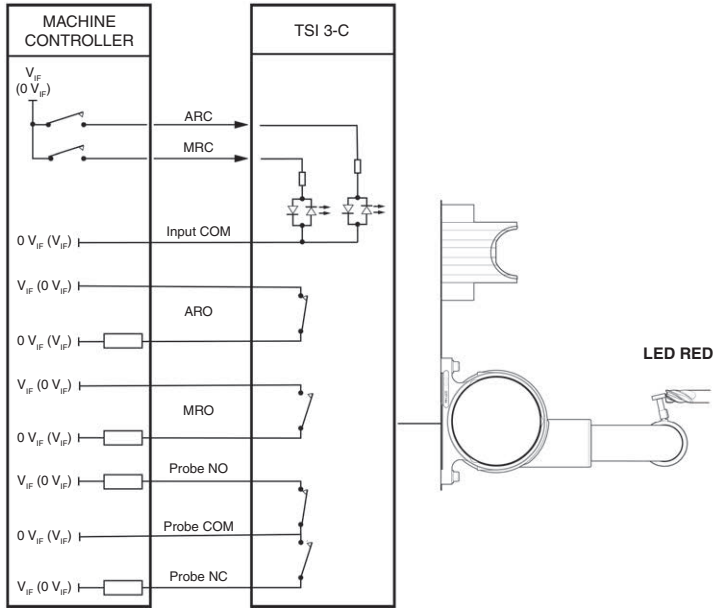 MACHINE
CONTROLLER
TSI 3-C
V_IF
(0 V_IF)
ARC
MRC
Input COM
0 V_IF (V_IF)
V_IF (0 V_IF)
ARO
0 V_IF (V_IF)
LED RED
V_IF (0 V_IF)
MRO
0 V_IF (V_IF)
Probe NO
V_IF (0 V_IF)
Probe COM
0 V_IF (V_IF)
Probe NC
V_IF (0 V_IF)